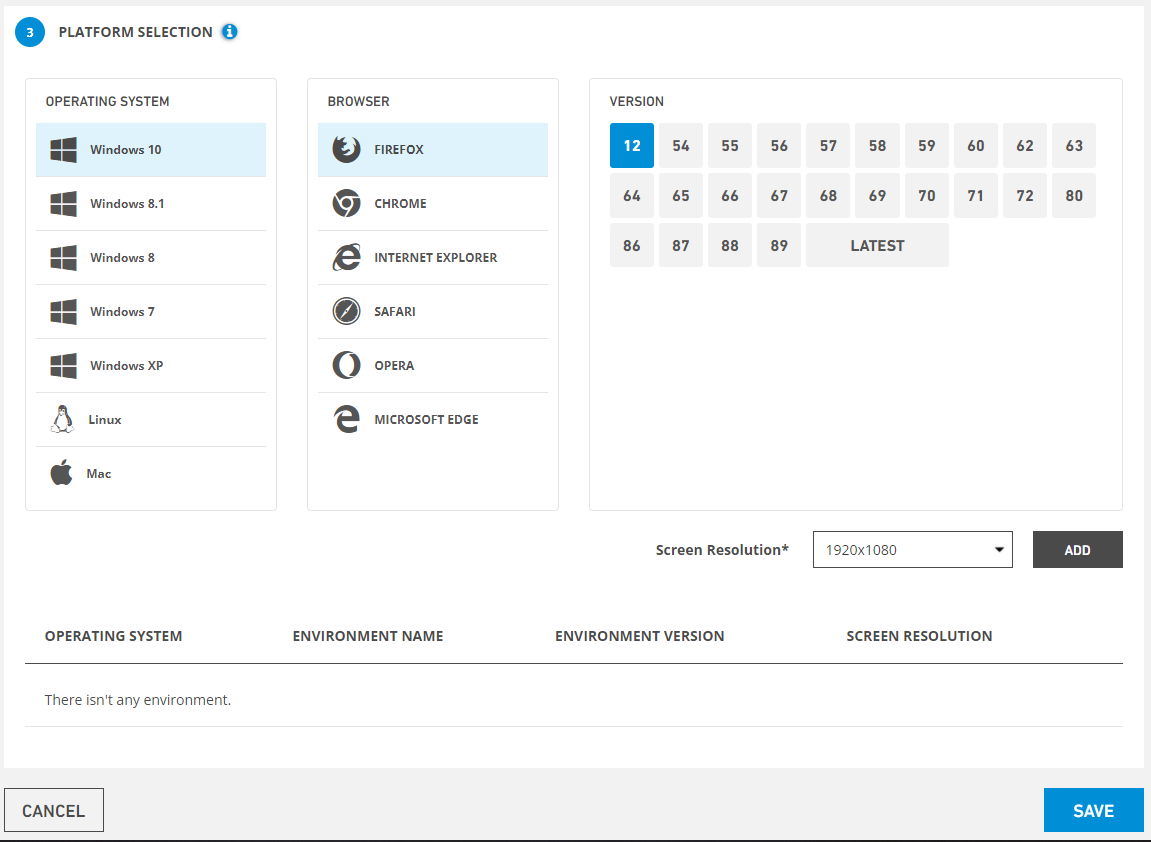 3 PLATFORM SELECTION i
OPERATING SYSTEM
Windows 10
Windows 8.1
Windows 8
Windows 7
Windows XP
Linux
Mac
BROWSER
FIREFOX
CHROME
INTERNET EXPLORER
SAFARI
OPERA
MICROSOFT EDGE
VERSION
12 54 55 56 57 58 59 60 62 63
64 65 66 67 68 69 70 71 72 80
86 87 88 89 LATEST
Screen Resolution* 1920x1080 ADD
OPERATING SYSTEM ENVIRONMENT NAME ENVIRONMENT VERSION SCREEN RESOLUTION
There isn't any environment.
CANCEL SAVE